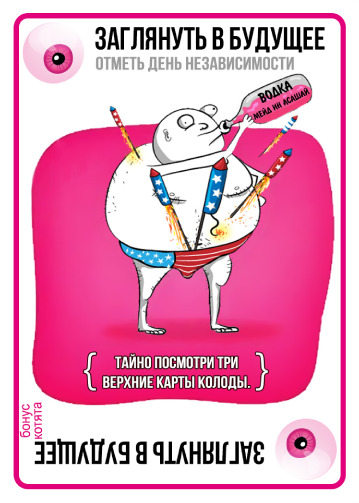 ЗАГЛЯНУТЬ В БУДУЩЕЕ
ОТМЕТЬ ДЕНЬ НЕЗАВИСИМОСТИ
ВОДКА
МЕЙД ИН АСАШАЙ
ТАЙНО ПОСМОТРИ ТРИ
ВЕРХНИЕ КАРТЫ КОЛОДЫ.
бонус
котята
ЗАГЛЯНУТЬ В БУДУЩЕЕ